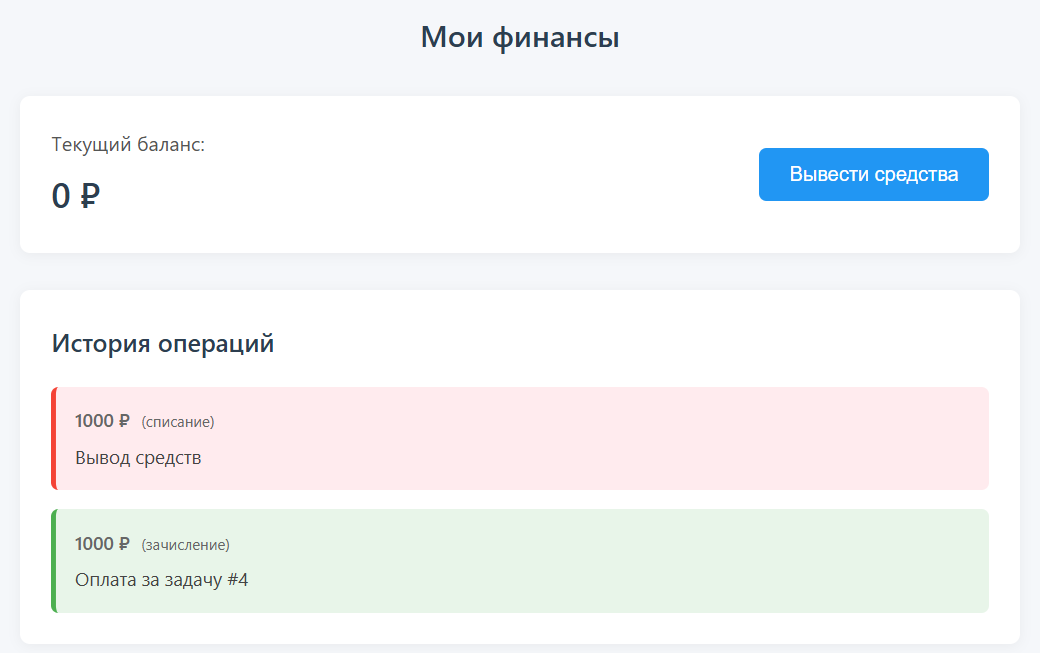 Мои финансы
Текущий баланс:
0 ₽
Вывести средства
История операций
1000 ₽ (списание)
Вывод средств
1000 ₽ (зачисление)
Оплата за задачу #4